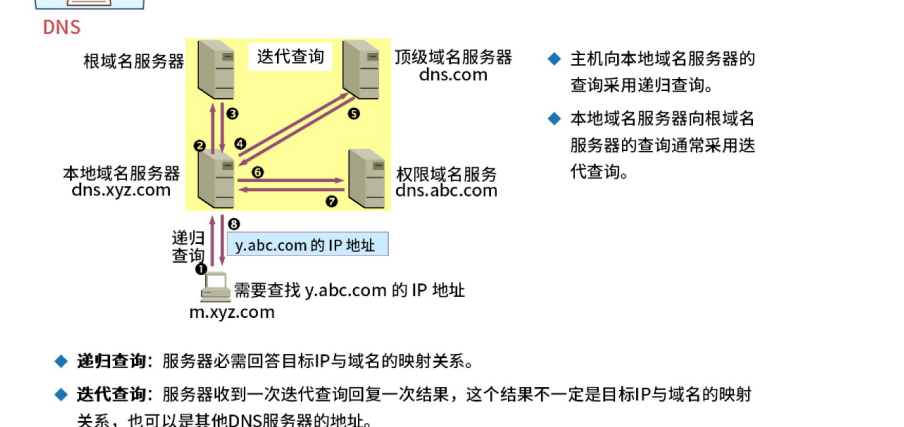 DNS
根域名服务器
迭代查询
顶级域名服务器
dns.com
❸
❺
❷
❹
本地域名服务器
dns.xyz.com
❻
权限域名服务
dns.abc.com
❼
❽
递归
查询
y.abc.com 的 IP 地址
❶
需要查找 y.abc.com 的 IP 地址
m.xyz.com
◆ 主机向本地域名服务器的
查询采用递归查询。
◆ 本地域名服务器向根域名
服务器的查询通常采用迭
代查询。
◆ 递归查询：服务器必需回答目标IP与域名的映射关系。
◆ 迭代查询：服务器收到一次迭代查询回复一次结果，这个结果不一定是目标IP与域名的映射
关系，也可以是其他DNS服务器的地址。